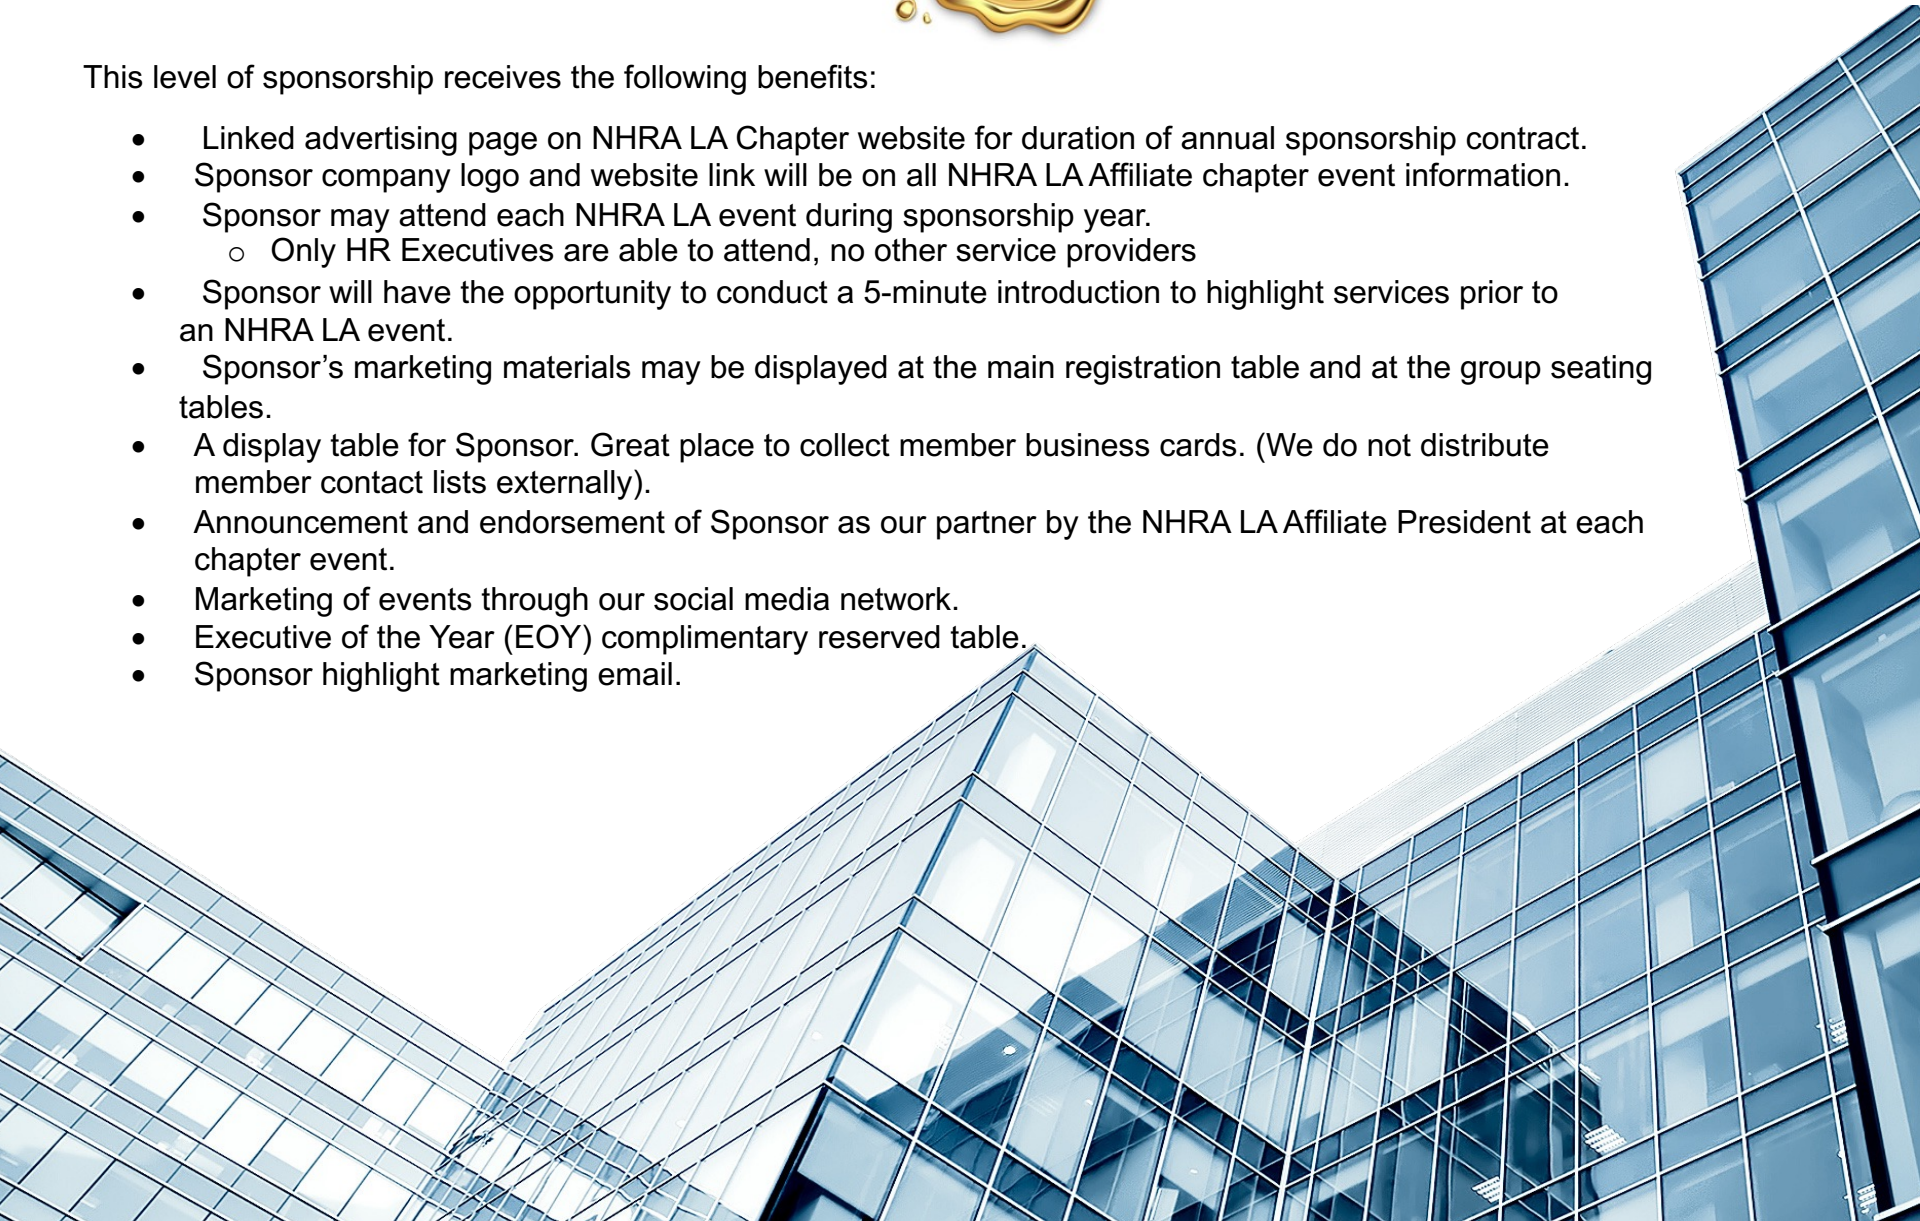 This level of sponsorship receives the following benefits:
• Linked advertising page on NHRA LA Chapter website for duration of annual sponsorship contract.
• Sponsor company logo and website link will be on all NHRA LA Affiliate chapter event information.
• Sponsor may attend each NHRA LA event during sponsorship year.
○ Only HR Executives are able to attend, no other service providers
• Sponsor will have the opportunity to conduct a 5-minute introduction to highlight services prior to
an NHRA LA event.
• Sponsor’s marketing materials may be displayed at the main registration table and at the group seating
tables.
• A display table for Sponsor. Great place to collect member business cards. (We do not distribute
member contact lists externally).
• Announcement and endorsement of Sponsor as our partner by the NHRA LA Affiliate President at each
chapter event.
• Marketing of events through our social media network.
• Executive of the Year (EOY) complimentary reserved table.
• Sponsor highlight marketing email.